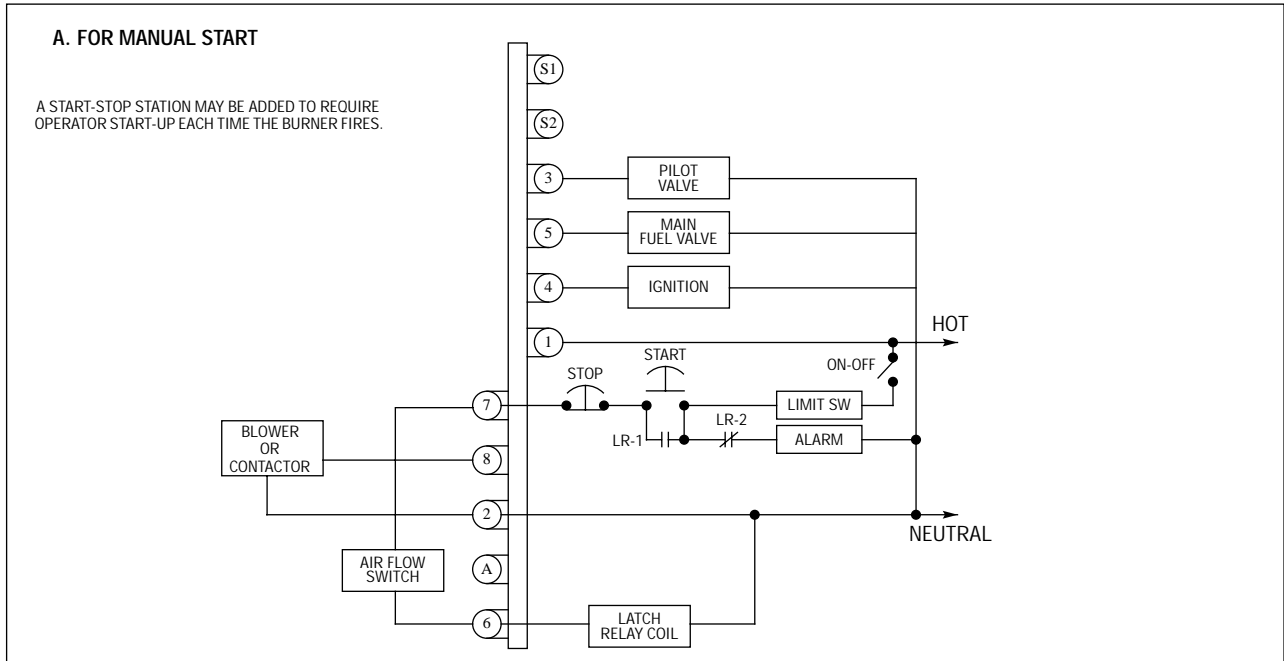 A. FOR MANUAL START
A START-STOP STATION MAY BE ADDED TO REQUIRE
OPERATOR START-UP EACH TIME THE BURNER FIRES.
S1
S2
3
PILOT
VALVE
5
MAIN
FUEL VALVE
4
IGNITION
1
HOT
ON-OFF
START
STOP
7
LIMIT SW
LR-1
LR-2
ALARM
BLOWER
OR
CONTACTOR
8
2
NEUTRAL
AIR FLOW
SWITCH
A
6
LATCH
RELAY COIL